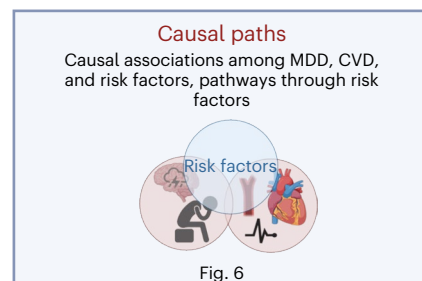 Causal paths
Causal associations among MDD, CVD,
and risk factors, pathways through risk
factors
Risk factors
Fig. 6